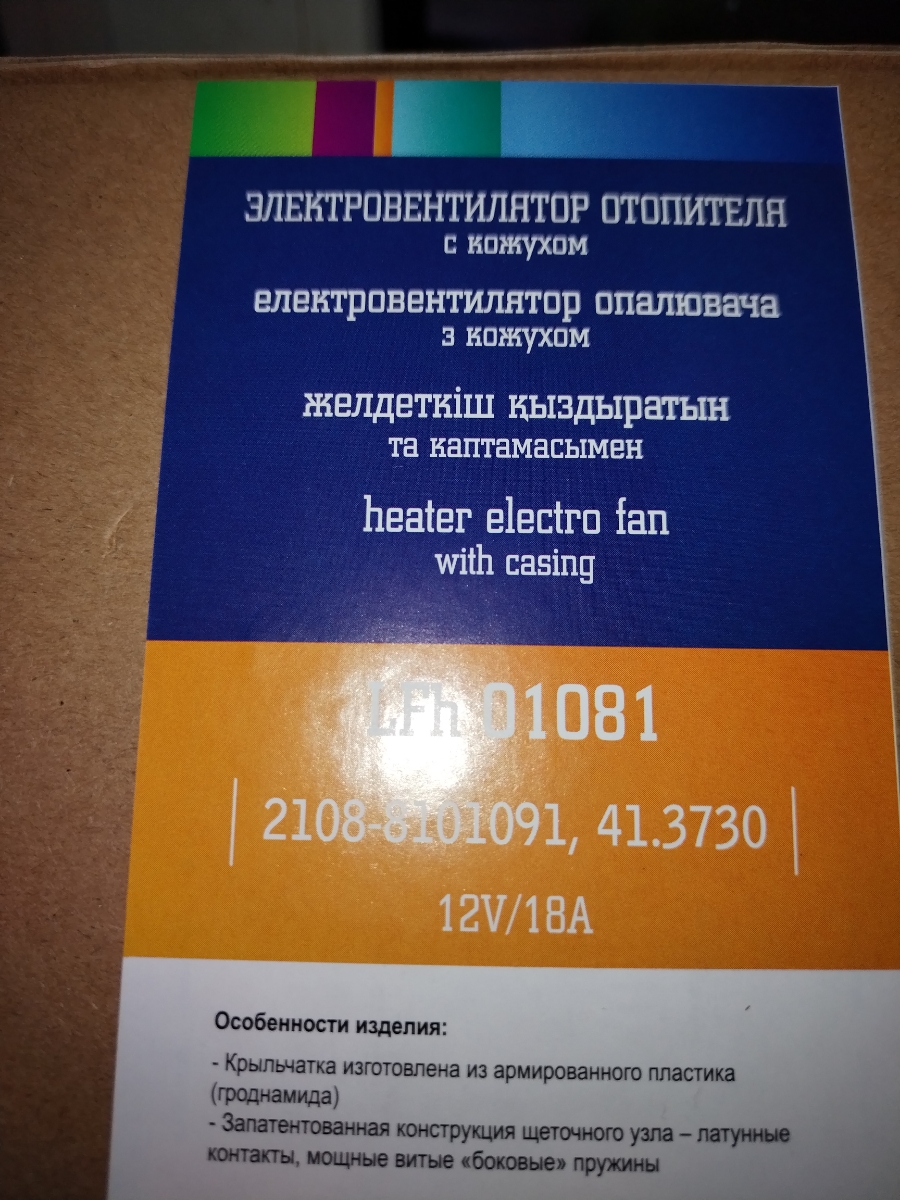 ЭЛЕКТРОВЕНТИЛЯТОР ОТОПИТЕЛЯ
с кожухом
електровентилятор опалювача
з кожухом
желдеткіш қыздыратын
та каптамасымен
heater electro fan
with casing
LFh 01081
2108-8101091, 41.3730
12V/18A
Особенности изделия:
- Крыльчатка изготовлена из армированного пластика
(гроднамида)
- Запатентованная конструкция щеточного узла – латунные
контакты, мощные витые «боковые» пружины